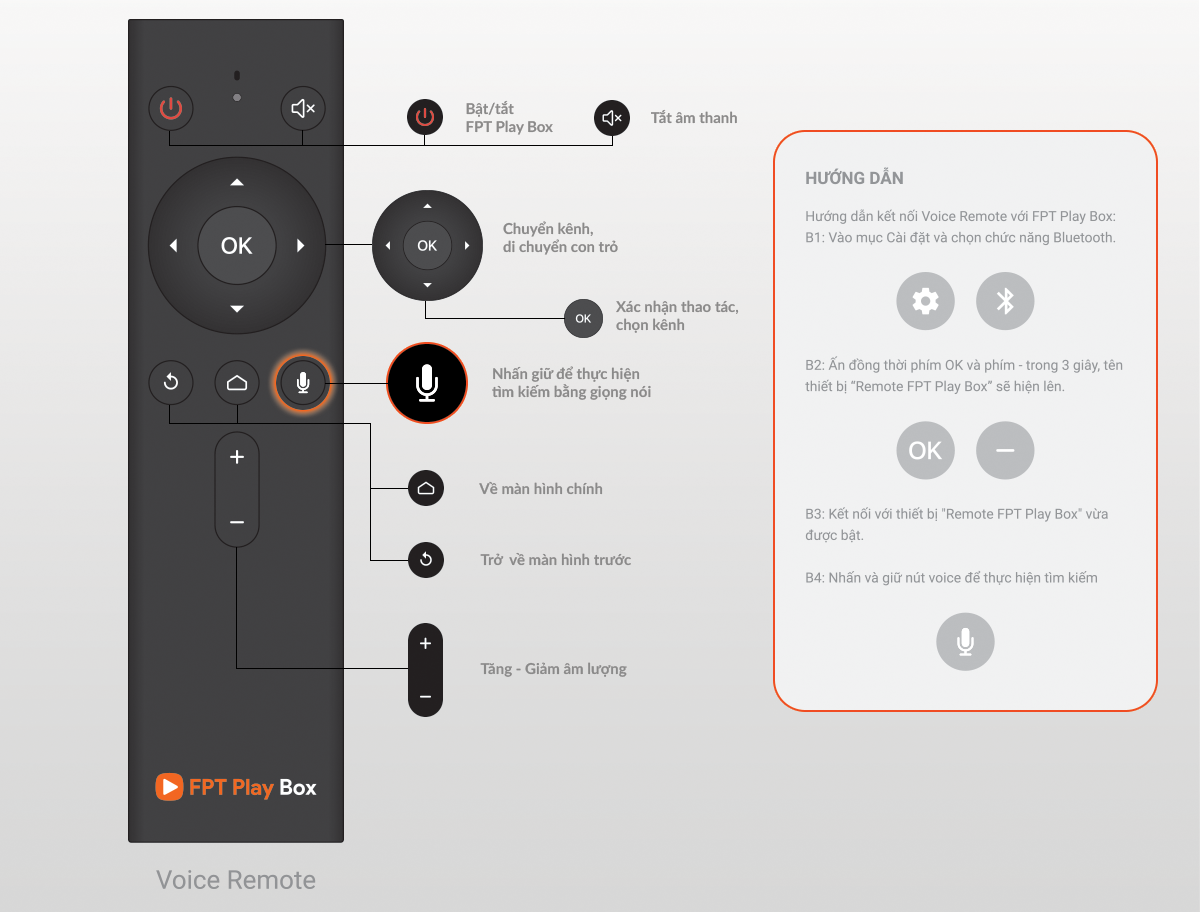 Bật/tắt
FPT Play Box
Tắt âm thanh
OK
OK
Chuyển kênh,
di chuyển con trỏ
OK
Xác nhận thao tác,
chọn kênh
Nhấn giữ để thực hiện
tìm kiếm bằng giọng nói
+
−
Về màn hình chính
Trở về màn hình trước
+
−
Tăng - Giảm âm lượng
FPT Play Box
Voice Remote
HƯỚNG DẪN
Hướng dẫn kết nối Voice Remote với FPT Play Box:
B1: Vào mục Cài đặt và chọn chức năng Bluetooth.
B2: Ấn đồng thời phím OK và phím - trong 3 giây, tên
thiết bị “Remote FPT Play Box” sẽ hiện lên.
OK −
B3: Kết nối với thiết bị "Remote FPT Play Box" vừa
được bật.
B4: Nhấn và giữ nút voice để thực hiện tìm kiếm